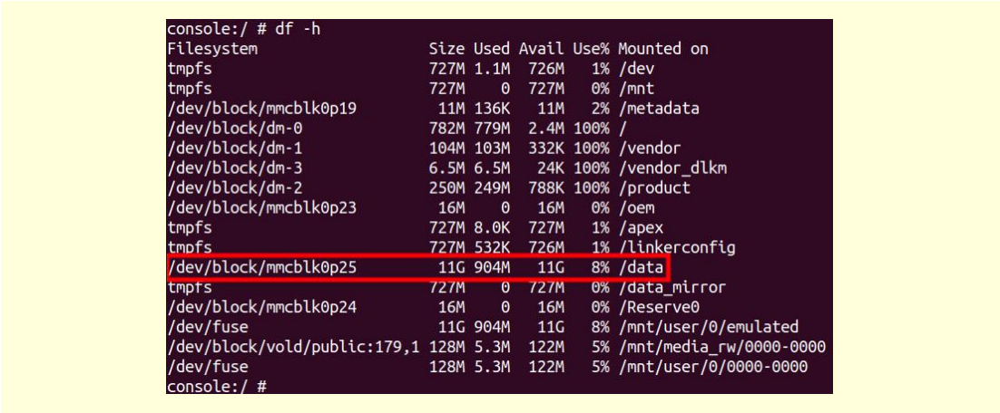 console:/ # df -h
Filesystem Size Used Avail Use% Mounted on
tmpfs 727M 1.1M 726M 1% /dev
tmpfs 727M 0 727M 0% /mnt
/dev/block/mmcblk0p19 11M 136K 11M 2% /metadata
/dev/block/dm-0 782M 779M 2.4M 100% /
/dev/block/dm-1 104M 103M 332K 100% /vendor
/dev/block/dm-3 6.5M 6.5M 24K 100% /vendor_dlkm
/dev/block/dm-2 250M 249M 788K 100% /product
/dev/block/mmcblk0p23 16M 0 16M 0% /oem
tmpfs 727M 8.0K 727M 1% /apex
tmpfs 727M 532K 726M 1% /linkerconfig
/dev/block/mmcblk0p25 11G 904M 11G 8% /data
tmpfs 727M 0 727M 0% /data_mirror
/dev/block/mmcblk0p24 16M 0 16M 0% /Reserve0
/dev/fuse 11G 904M 11G 8% /mnt/user/0/emulated
/dev/block/vold/public:179,1 128M 5.3M 122M 5% /mnt/media_rw/0000-0000
/dev/fuse 128M 5.3M 122M 5% /mnt/user/0/0000-0000
console:/ #